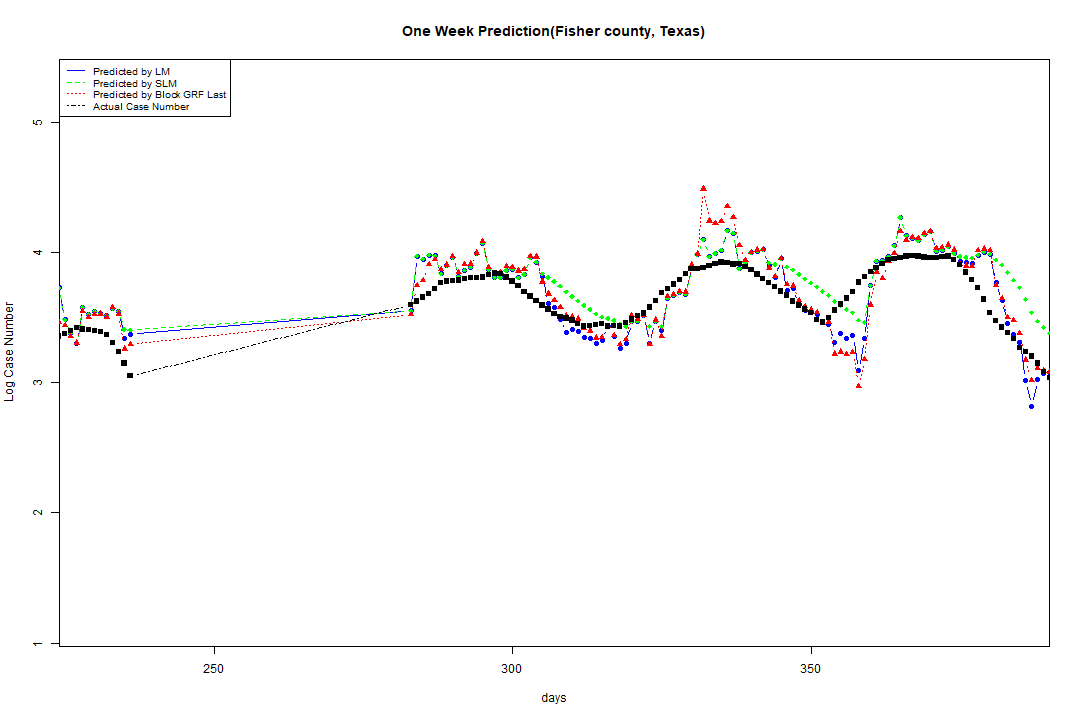 One Week Prediction(Fisher county, Texas)
Predicted by LM
Predicted by SLM
Predicted by Block GRF Last
Actual Case Number
5
4
3
2
1
Log Case Number
250
300
350
days